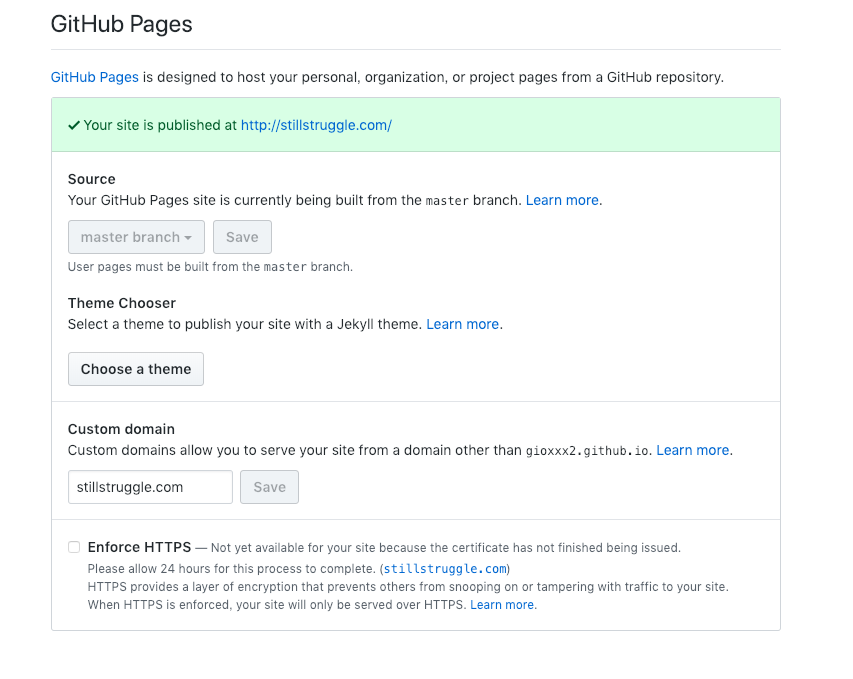 GitHub Pages
GitHub Pages is designed to host your personal, organization, or project pages from a GitHub repository.
✓ Your site is published at http://stillstruggle.com/
Source
Your GitHub Pages site is currently being built from the master branch. Learn more.
master branch Save
User pages must be built from the master branch.
Theme Chooser
Select a theme to publish your site with a Jekyll theme. Learn more.
Choose a theme
Custom domain
Custom domains allow you to serve your site from a domain other than gioxxx2.github.io. Learn more.
stillstruggle.com Save
Enforce HTTPS — Not yet available for your site because the certificate has not finished being issued.
Please allow 24 hours for this process to complete. (stillstruggle.com)
HTTPS provides a layer of encryption that prevents others from snooping on or tampering with traffic to your site.
When HTTPS is enforced, your site will only be served over HTTPS. Learn more.